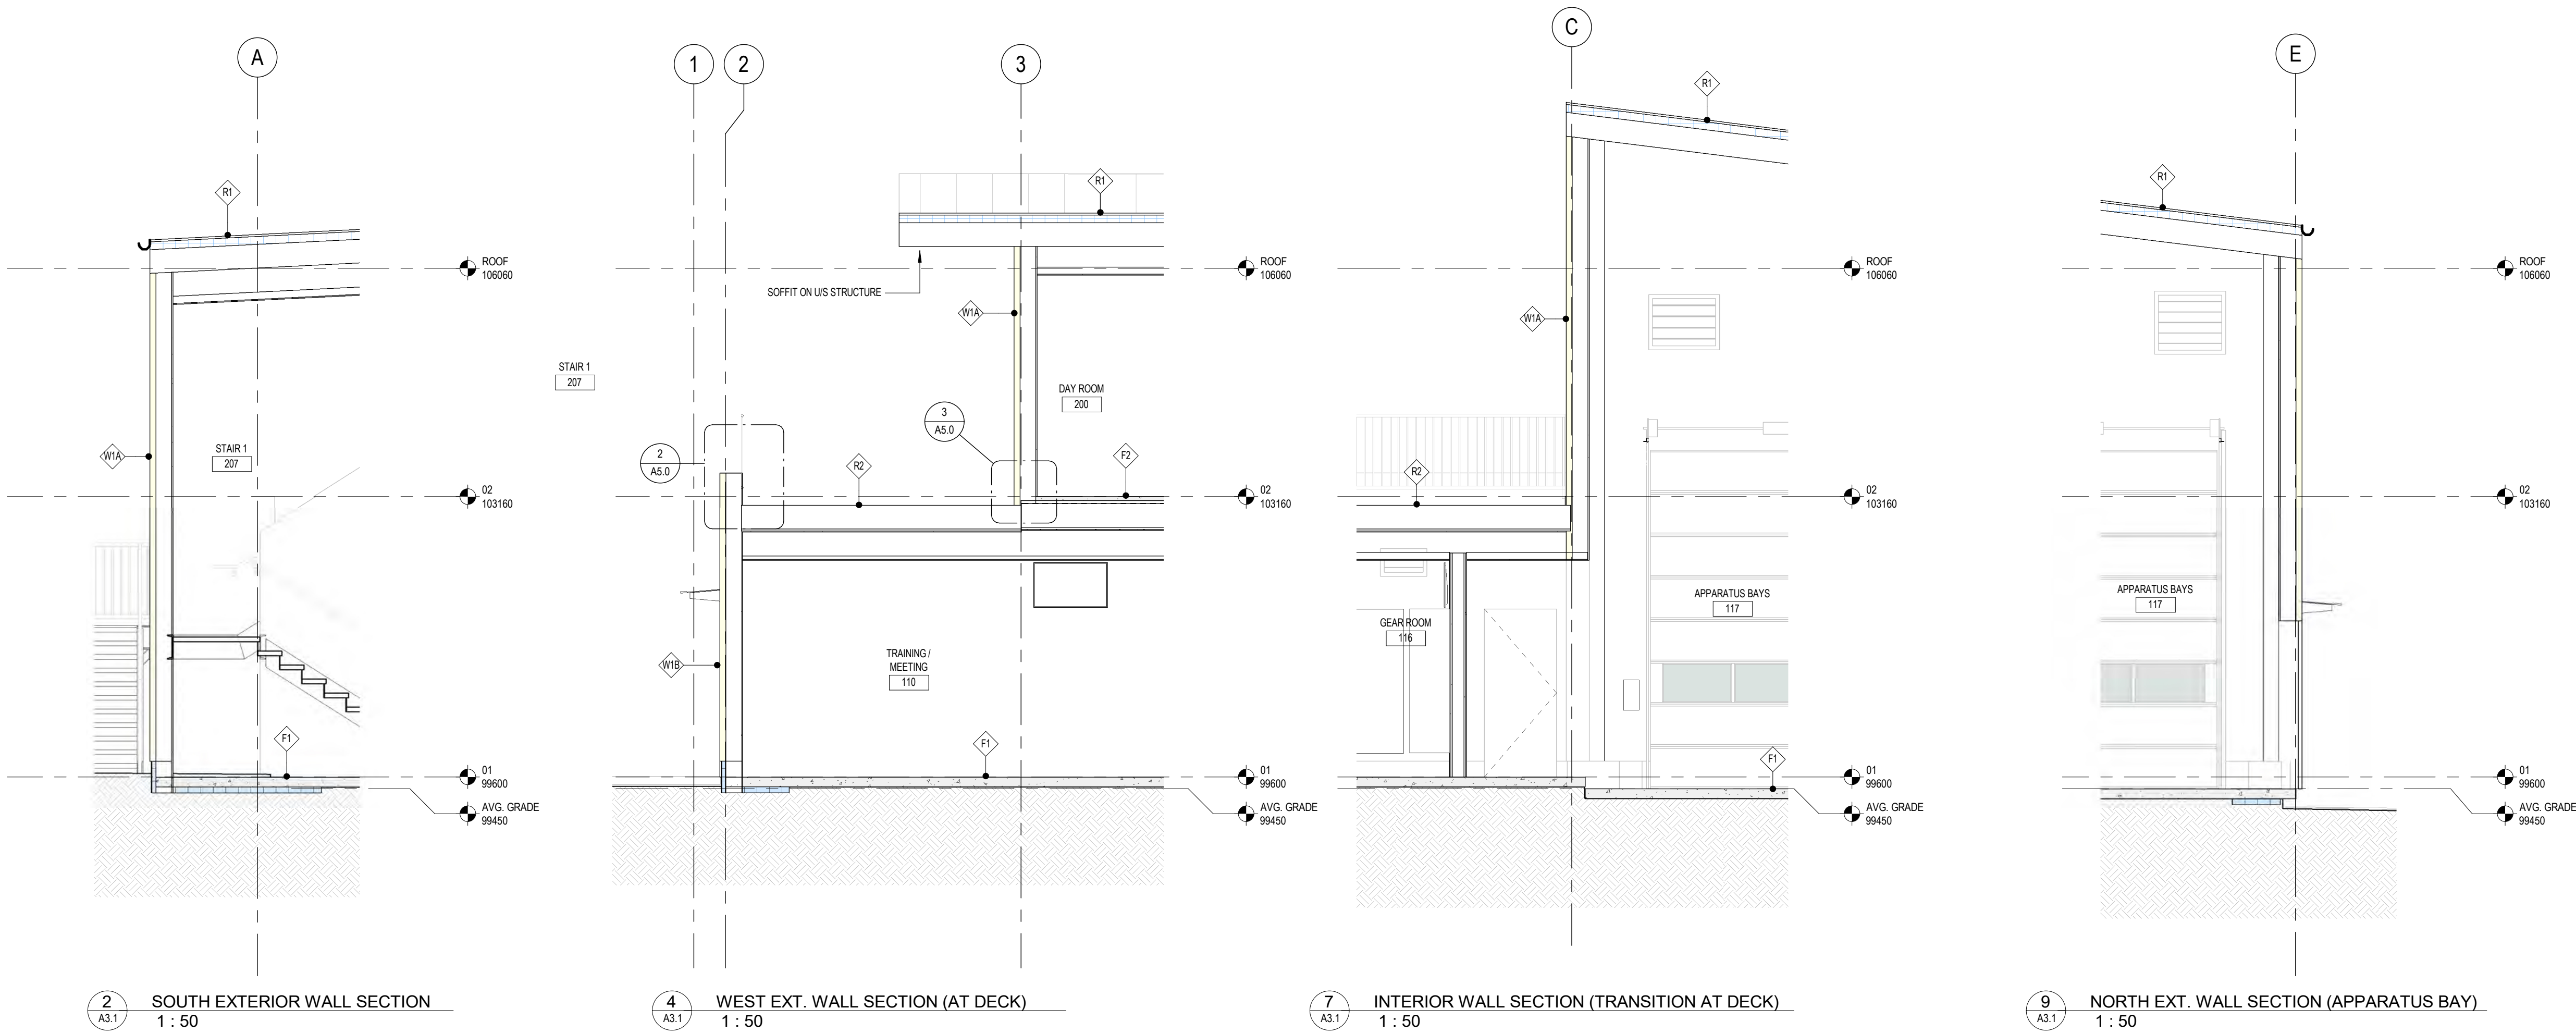 A
R1
ROOF
106060
STAIR 1
207
W1A
02
103160
F1
01
99600
AVG. GRADE
99450
2
A3.1
SOUTH EXTERIOR WALL SECTION
1 : 50
STAIR 1
207
1
2
3
R1
ROOF
106060
SOFFIT ON U/S STRUCTURE
W1A
DAY ROOM
200
3
A5.0
2
A5.0
R2
F2
02
103160
W1B
TRAINING /
MEETING
110
F1
01
99600
AVG. GRADE
99450
4
A3.1
WEST EXT. WALL SECTION (AT DECK)
1 : 50
C
R1
ROOF
106060
W1A
R2
02
103160
GEAR ROOM
116
APPARATUS BAYS
117
F1
01
99600
AVG. GRADE
99450
7
A3.1
INTERIOR WALL SECTION (TRANSITION AT DECK)
1 : 50
E
R1
ROOF
106060
02
103160
APPARATUS BAYS
117
01
99600
AVG. GRADE
99450
9
A3.1
NORTH EXT. WALL SECTION (APPARATUS BAY)
1 : 50